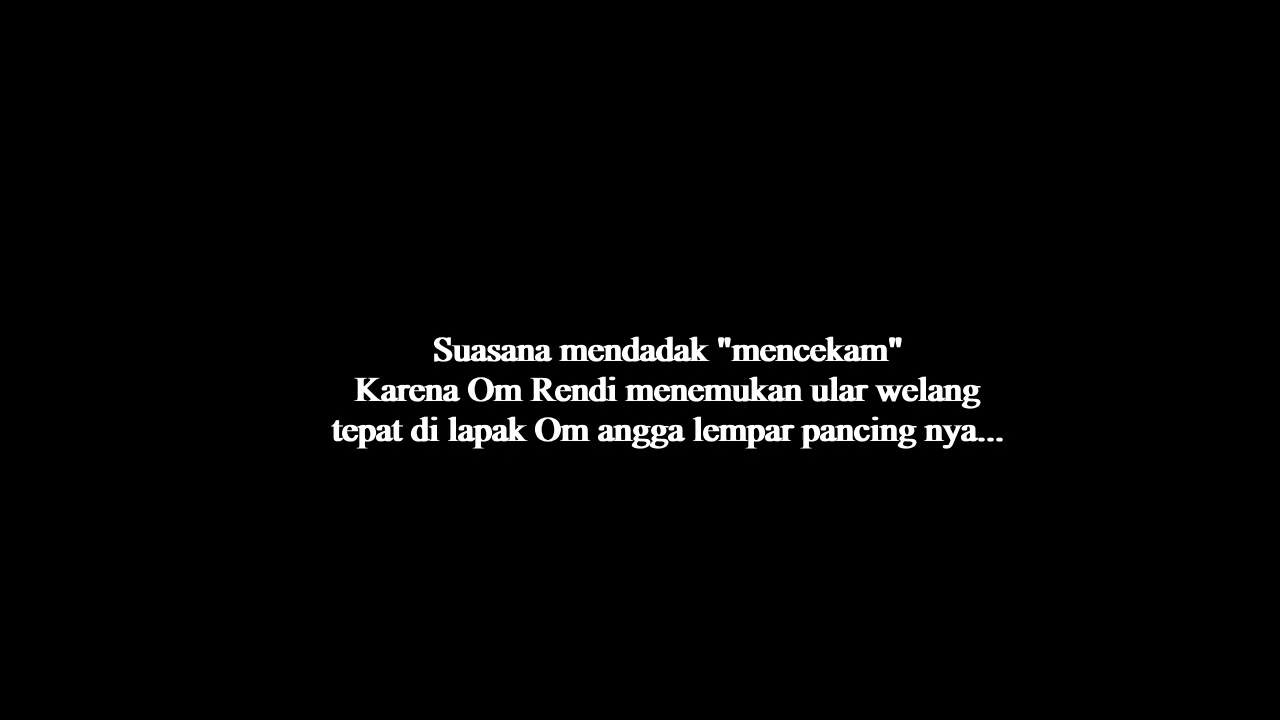 Suasana mendadak "mencekam"
Karena Om Rendi menemukan ular welang
tepat di lapak Om angga lempar pancing nya...